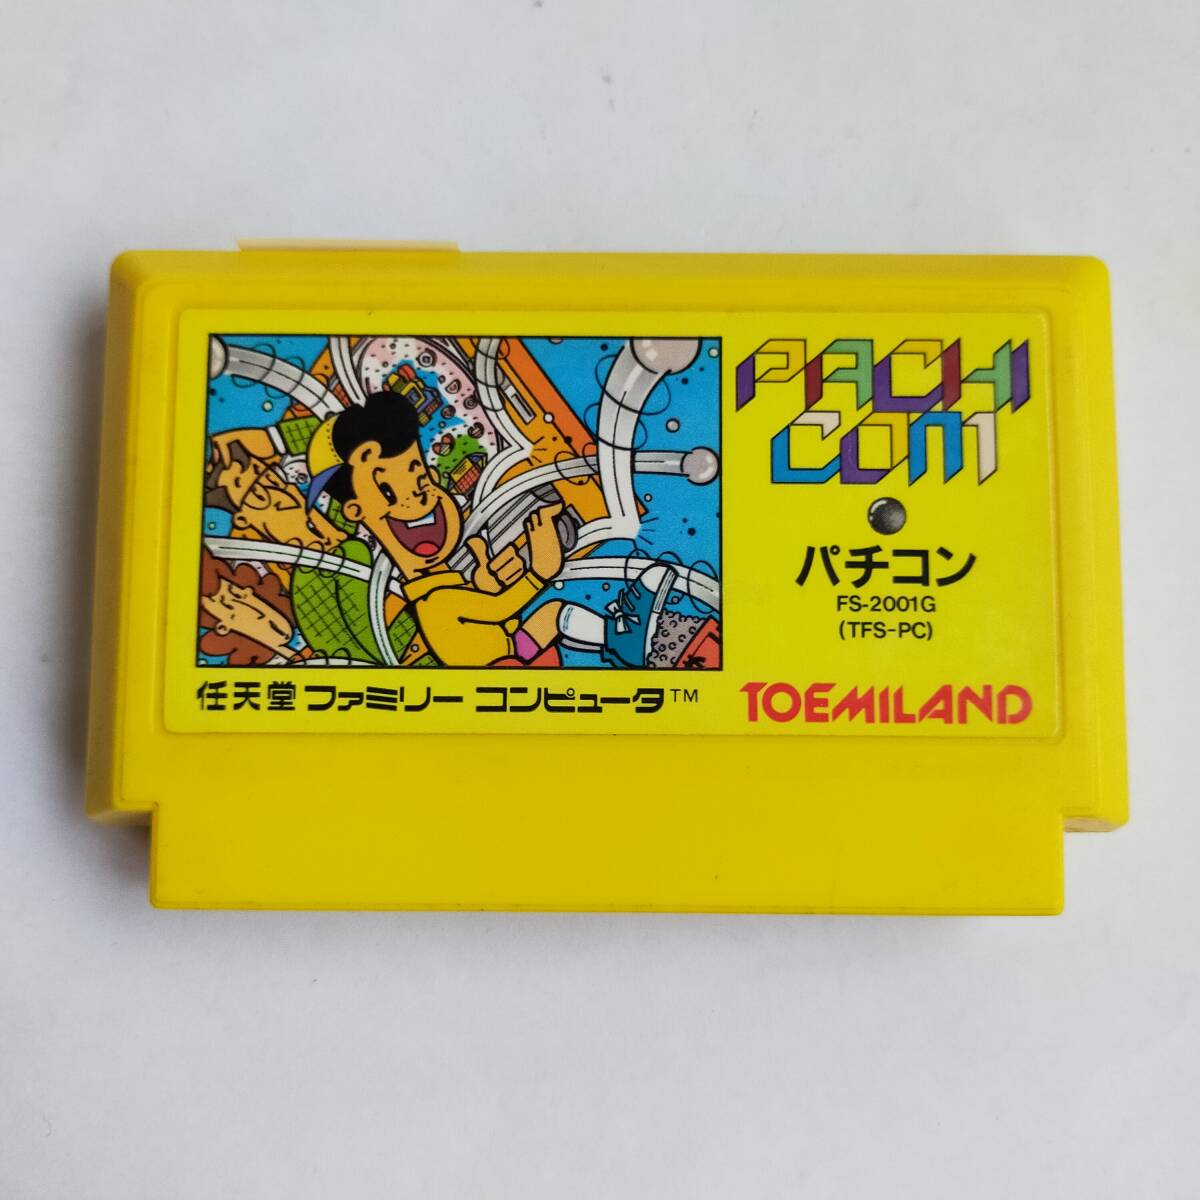 PACHI
COM
パチコン
FS-2001G
(TFS-PC)
任天堂 ファミリー コンピュータ™
TOEMILAND